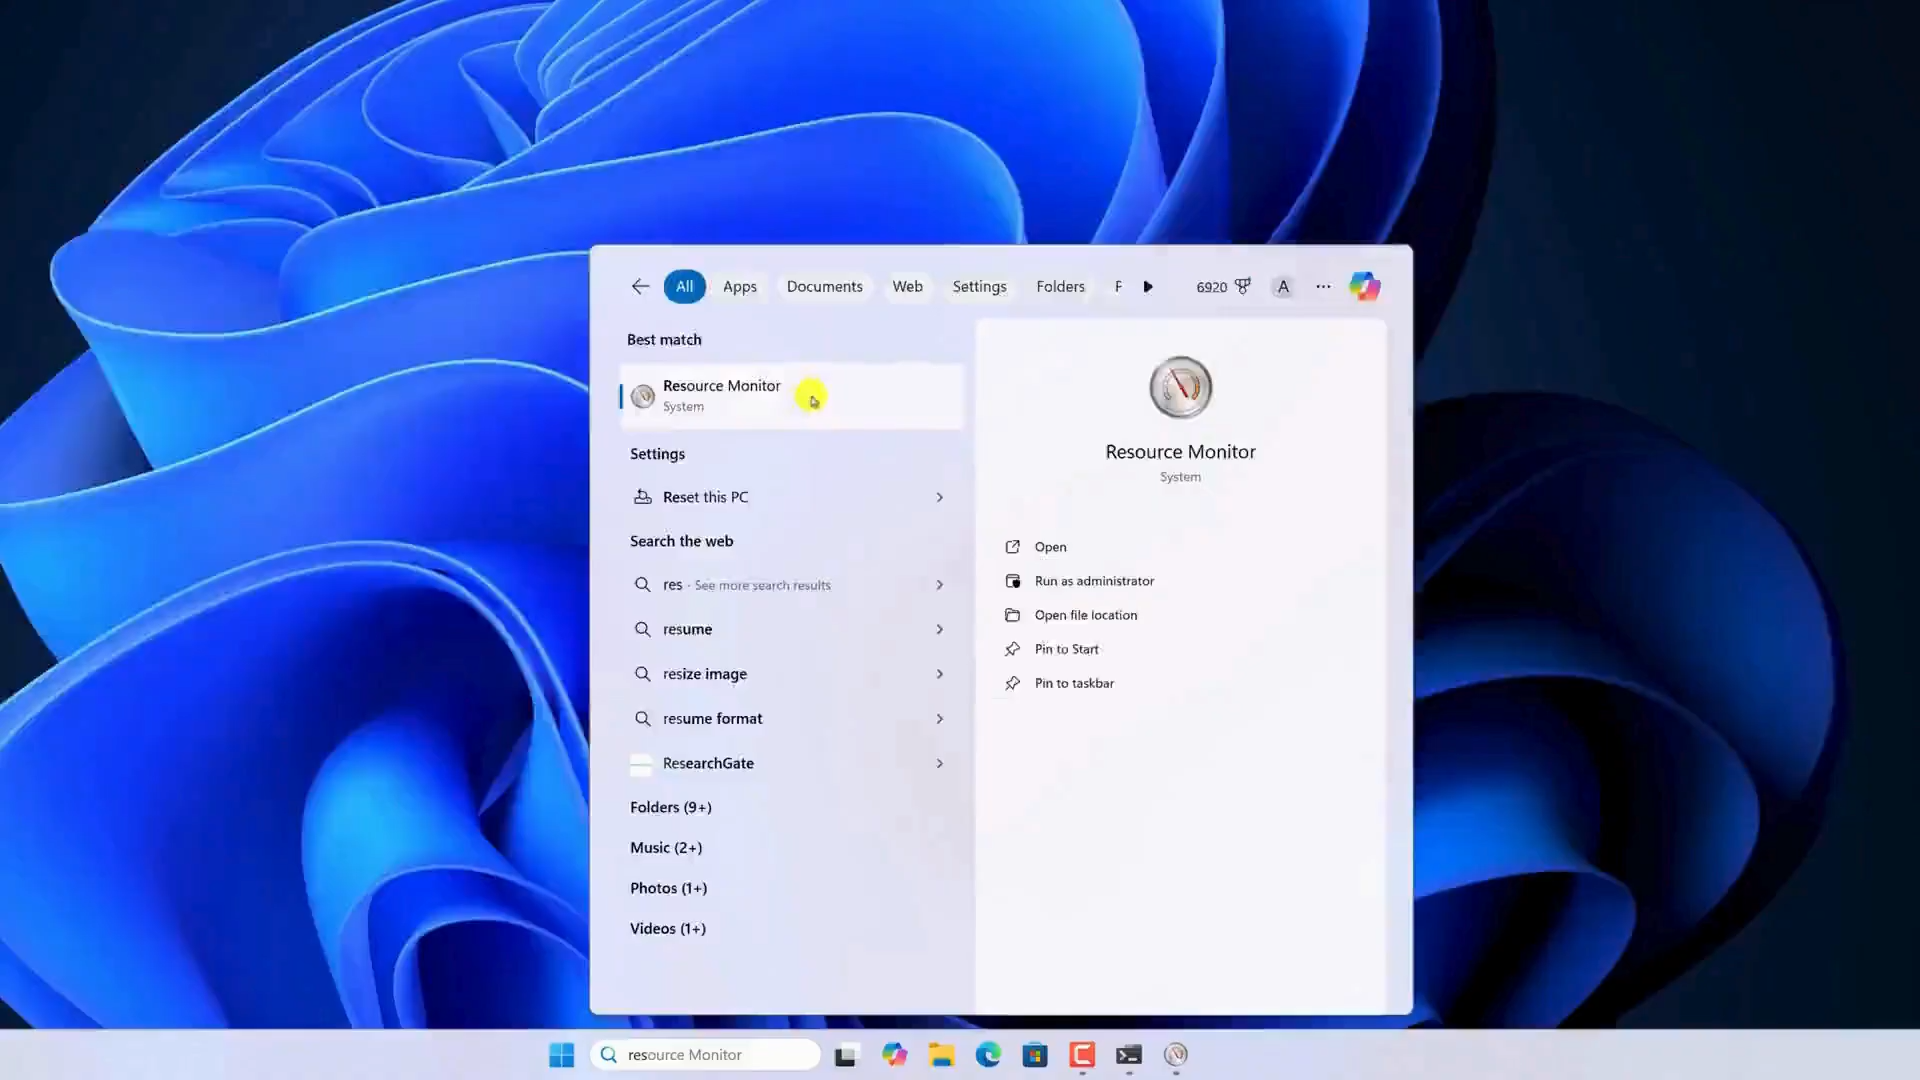 All
Apps
Documents
Web
Settings
Folders
F
6920
A
Best match
Resource Monitor
System
Settings
Reset this PC
Search the web
res - See more search results
resume
resize image
resume format
ResearchGate
Folders (9+)
Music (2+)
Photos (1+)
Videos (1+)
Resource Monitor
System
Open
Run as administrator
Open file location
Pin to Start
Pin to taskbar
resource Monitor